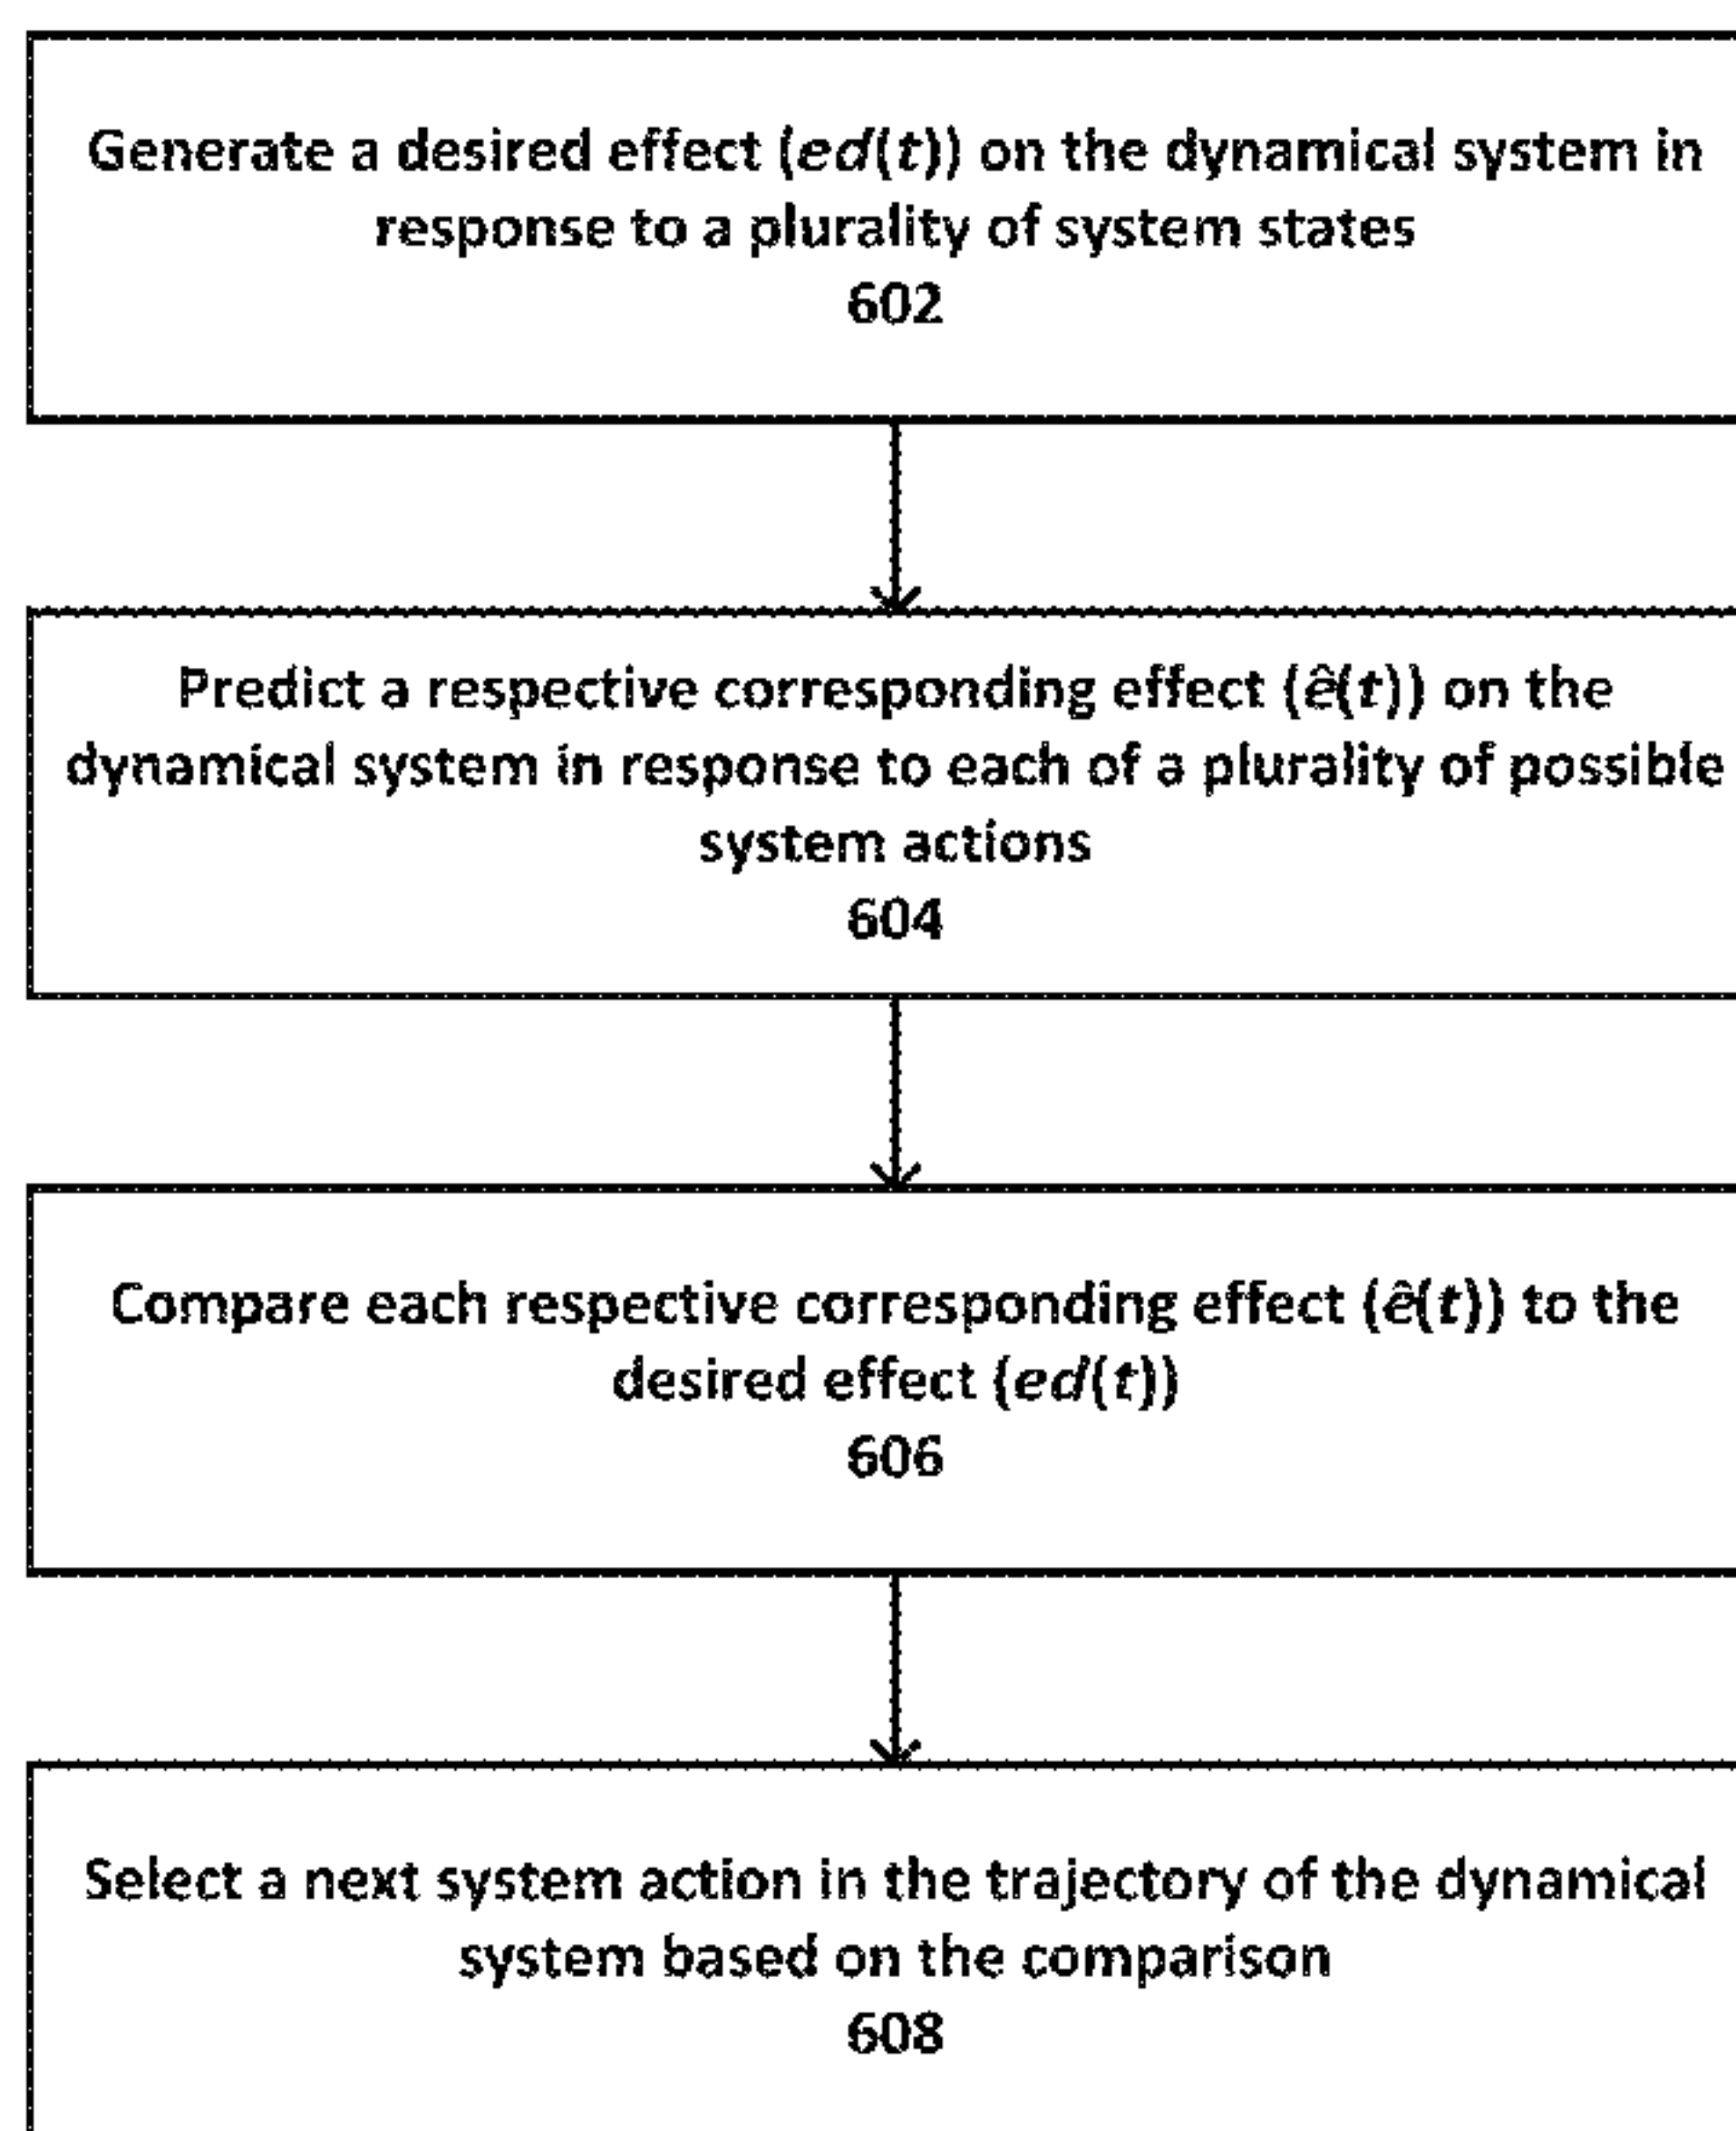 Generate a desired effect (ed(t)) on the dynamical system in
response to a plurality of system states
602
Predict a respective corresponding effect (ê(t)) on the
dynamical system in response to each of a plurality of possible
system actions
604
Compare each respective corresponding effect (ê(t)) to the
desired effect (ed(t))
606
Select a next system action in the trajectory of the dynamical
system based on the comparison
608